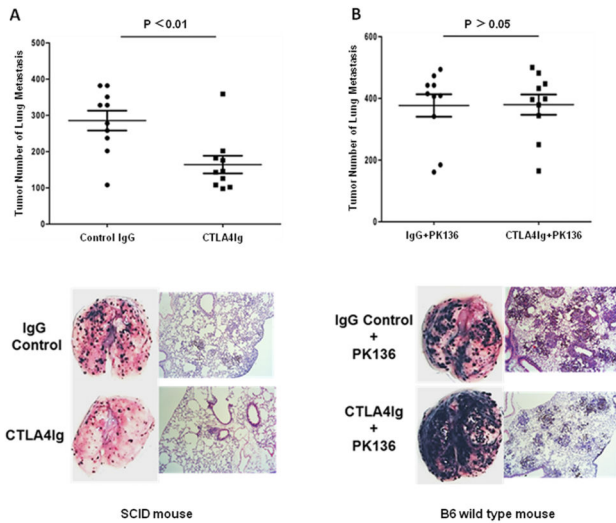 A
P <0.01
Tumor Number of Lung Metastasis
500
400
300
200
100
0
Control IgG
CTLA4Ig
B
P > 0.05
Tumor Number of Lung Metastasis
600
400
200
0
IgG+PK136
CTLA4Ig+PK136
IgG
Control
CTLA4Ig
SCID mouse
IgG Control
+
PK136
CTLA4Ig
+
PK136
B6 wild type mouse